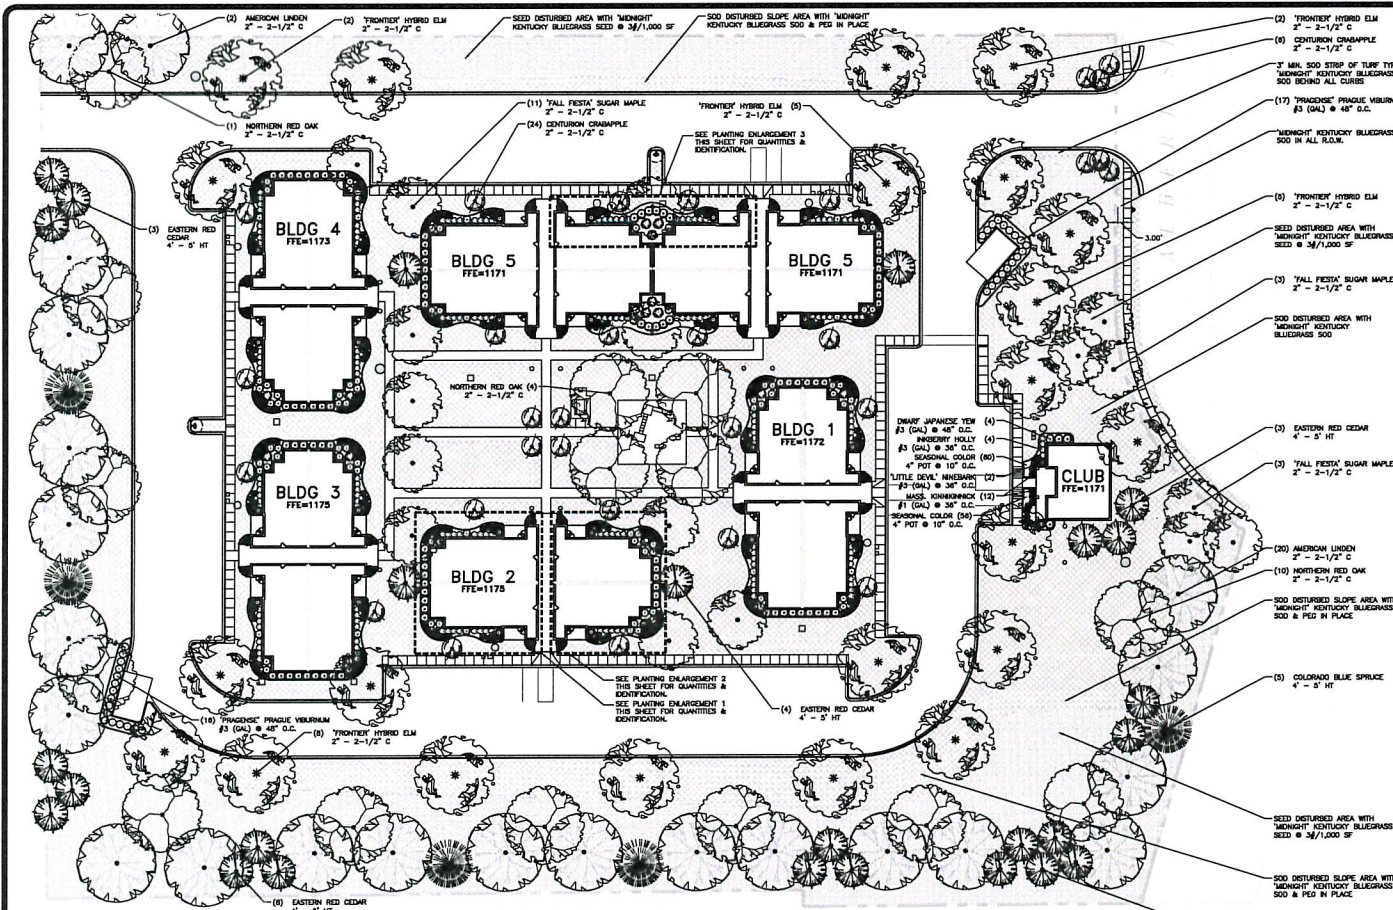 (2) AMERICAN LINDEN
2" - 2-1/2" C
(2) 'FRONTIER' HYBRID ELM
2" - 2-1/2" C
SEED DISTURBED AREA WITH 'MIDNIGHT'
KENTUCKY BLUEGRASS SEED @ 3#/1,000 SF
SOD DISTURBED SLOPE AREA WITH 'MIDNIGHT'
KENTUCKY BLUEGRASS SOD & PEG IN PLACE
(2) 'FRONTIER' HYBRID ELM
2" - 2-1/2" C
(6) CENTURION CRABAPPLE
2" - 2-1/2" C
3" MIN. SOD STRIP OF TURF TYP
'MIDNIGHT' KENTUCKY BLUEGRASS
SOD BEHIND ALL CURBS
(17) 'PRAGENSE' PRAGUE VIBURN
#3 (GAL) @ 48" O.C.
'MIDNIGHT' KENTUCKY BLUEGRASS
SOD IN ALL R.O.W.
(1) NORTHERN RED OAK
2" - 2-1/2" C
(11) 'FALL FIESTA' SUGAR MAPLE
2" - 2-1/2" C
(24) CENTURION CRABAPPLE
2" - 2-1/2" C
'FRONTIER' HYBRID ELM (5)
2" - 2-1/2" C
SEE PLANTING ENLARGEMENT 3
THIS SHEET FOR QUANTITIES &
IDENTIFICATION.
(3) EASTERN RED
CEDAR
4' - 5' HT
BLDG 4
FFE=1173
BLDG 5
FFE=1171
BLDG 5
FFE=1171
3.00'
(6) 'FRONTIER' HYBRID ELM
2" - 2-1/2" C
SEED DISTURBED AREA WITH
'MIDNIGHT' KENTUCKY BLUEGRASS
SEED @ 3#/1,000 SF
(3) 'FALL FIESTA' SUGAR MAPLE
2" - 2-1/2" C
SOD DISTURBED AREA WITH
'MIDNIGHT' KENTUCKY
BLUEGRASS SOD
NORTHERN RED OAK (4)
2" - 2-1/2" C
BLDG 1
FFE=1172
DWARF JAPANESE YEW (4)
#3 (GAL) @ 48" O.C.
INKBERRY HOLLY (4)
#3 (GAL) @ 36" O.C.
SEASONAL COLOR (60)
4" POT @ 10" O.C.
'LITTLE DEVIL' NINEBARK (2)
#3 (GAL) @ 36" O.C.
MASS. KINNIKINNICK (12)
#1 (GAL) @ 36" O.C.
SEASONAL COLOR (56)
4" POT @ 10" O.C.
CLUB
FFE=1171
(3) EASTERN RED CEDAR
4' - 5' HT
(3) 'FALL FIESTA' SUGAR MAPLE
2" - 2-1/2" C
BLDG 3
FFE=1175
BLDG 2
FFE=1175
(20) AMERICAN LINDEN
2" - 2-1/2" C
(10) NORTHERN RED OAK
2" - 2-1/2" C
SOD DISTURBED SLOPE AREA WITH
'MIDNIGHT' KENTUCKY BLUEGRASS
SOD & PEG IN PLACE
SEE PLANTING ENLARGEMENT 2
THIS SHEET FOR QUANTITIES &
IDENTIFICATION.
SEE PLANTING ENLARGEMENT 1
THIS SHEET FOR QUANTITIES &
IDENTIFICATION.
(4) EASTERN RED CEDAR
4' - 5' HT
(5) COLORADO BLUE SPRUCE
4' - 5' HT
(16) 'PRAGENSE' PRAGUE VIBURNUM
#3 (GAL) @ 48" O.C.
(8) 'FRONTIER' HYBRID ELM
2" - 2-1/2" C
SEED DISTURBED AREA WITH
'MIDNIGHT' KENTUCKY BLUEGRASS
SEED @ 3#/1,000 SF
SOD DISTURBED SLOPE AREA WITH
'MIDNIGHT' KENTUCKY BLUEGRASS
SOD & PEG IN PLACE
(8) EASTERN RED CEDAR
4' - 5' HT